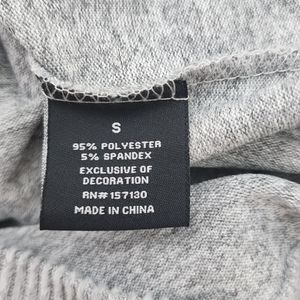 S
95% POLYESTER
5% SPANDEX
EXCLUSIVE OF
DECORATION
RN# 157130
MADE IN CHINA